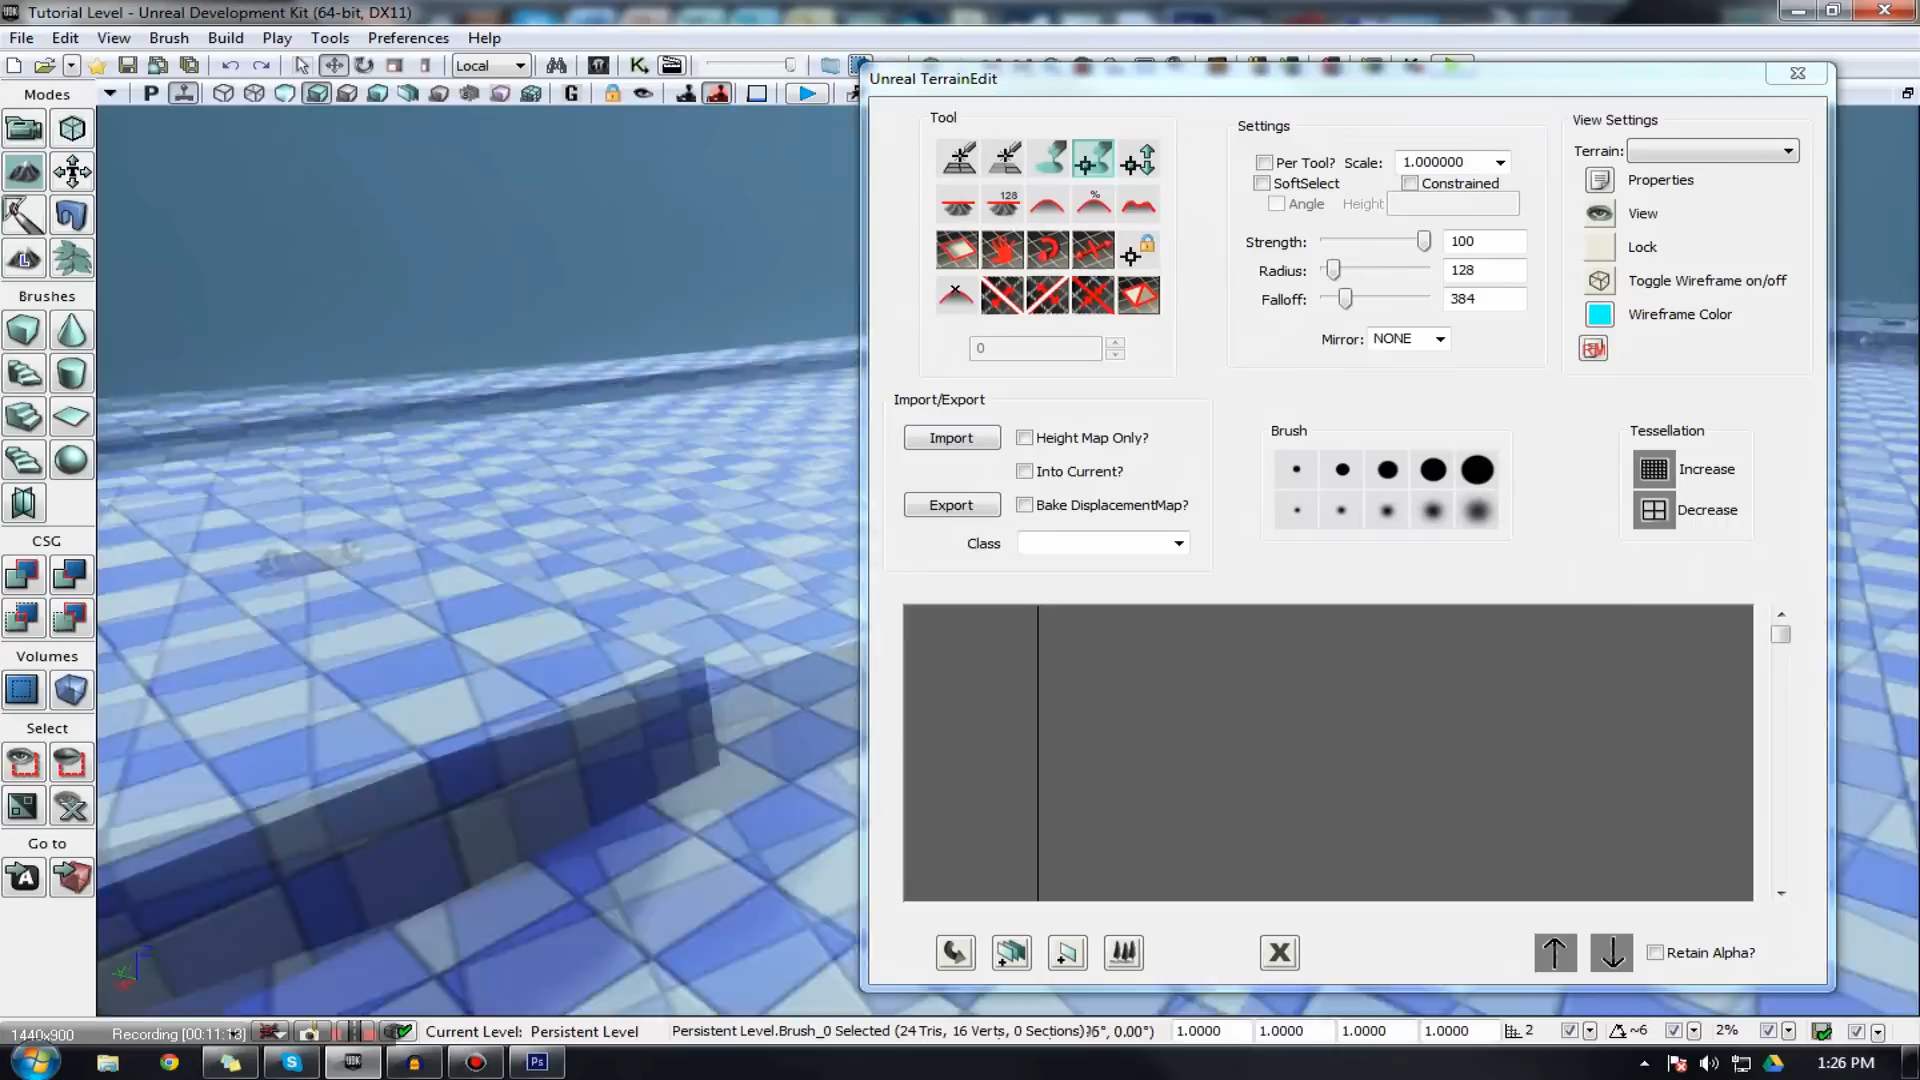 Tutorial Level - Unreal Development Kit (64-bit, DX11)
File Edit View Brush Build Play Tools Preferences Help
Local
Modes
P
G
Unreal TerrainEdit
Tool
128
%
0
Settings
Per Tool? Scale: 1.000000
SoftSelect Constrained
Angle Height
Strength: 100
Radius: 128
Falloff: 384
Mirror: NONE
View Settings
Terrain:
Properties
View
Lock
Toggle Wireframe on/off
Wireframe Color
Brushes
Import/Export
Import Height Map Only?
Into Current?
Export Bake DisplacementMap?
Class
Brush
Tessellation
Increase
Decrease
CSG
Volumes
Select
Go to
Retain Alpha?
1440x900 Recording [00:11:13]
Current Level: Persistent Level
Persistent Level.Brush_0 Selected (24 Tris, 16 Verts, 0 Sections)
0.00°)
1.0000 1.0000 1.0000 1.0000
2
~6
2%
UDK
Ps
1:26 PM